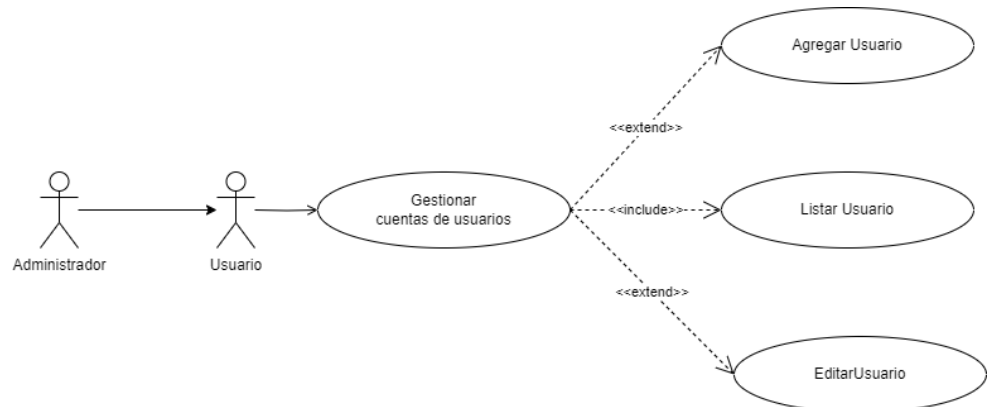 Agregar Usuario
<<extend>>
Gestionar
cuentas de usuarios
<<include>>
Listar Usuario
Administrador
Usuario
<<extend>>
EditarUsuario